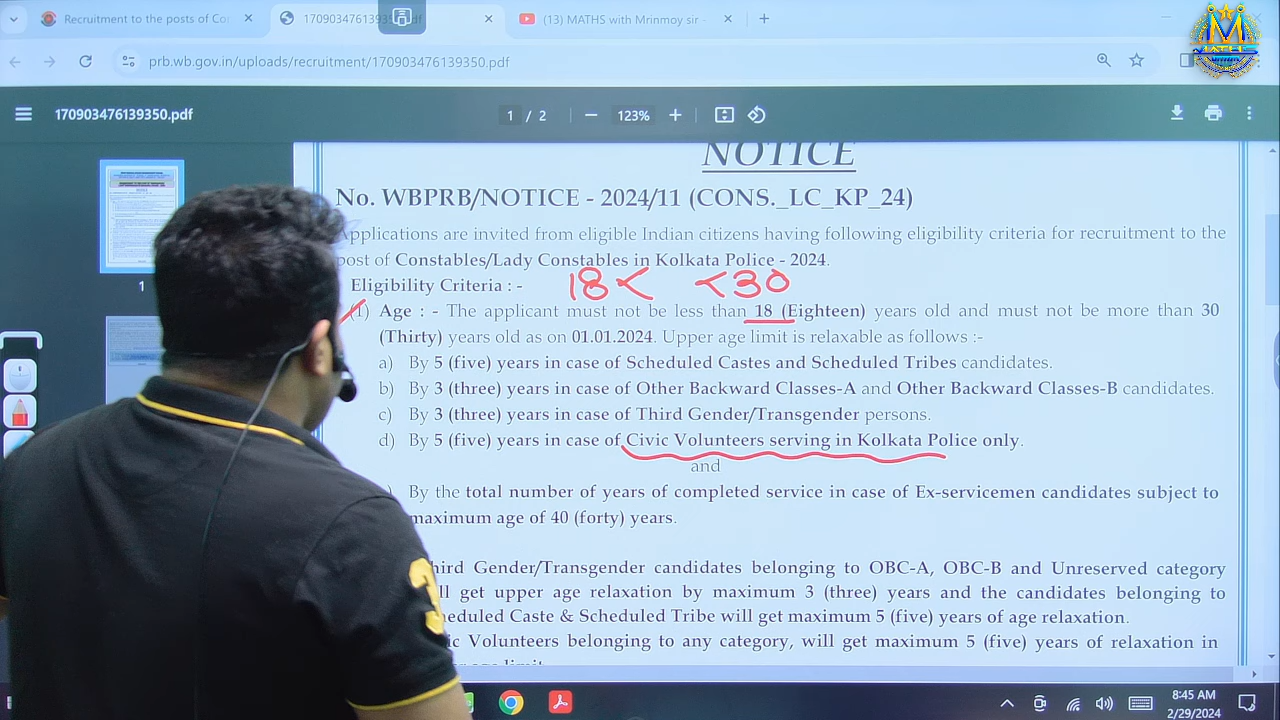 Recruitment to the posts of Co
(13) MATHS with Mrinmoy sir -
prb.wb.gov.in/uploads/recruitment/170903476139350.pdf
170903476139350.pdf
1 / 2
123%
M
NOTICE
No. WBPRB/NOTICE - 2024/11 (CONS._LC_KP_24)
Applications are invited from eligible Indian citizens having following eligibility criteria for recruitment to the
post of Constables/Lady Constables in Kolkata Police - 2024.
Eligibility Criteria : -
18< <30
(1) Age : - The applicant must not be less than 18 (Eighteen) years old and must not be more than 30
(Thirty) years old as on 01.01.2024. Upper age limit is relaxable as follows :-
a) By 5 (five) years in case of Scheduled Castes and Scheduled Tribes candidates.
b) By 3 (three) years in case of Other Backward Classes-A and Other Backward Classes-B candidates.
c) By 3 (three) years in case of Third Gender/Transgender persons.
d) By 5 (five) years in case of Civic Volunteers serving in Kolkata Police only.
and
By the total number of years of completed service in case of Ex-servicemen candidates subject to
maximum age of 40 (forty) years.
Gender/Transgender candidates belonging to OBC-A, OBC-B and Unreserved category
get upper age relaxation by maximum 3 (three) years and the candidates belonging to
Caste & Scheduled Tribe will get maximum 5 (five) years of age relaxation.
Volunteers belonging to any category, will get maximum 5 (five) years of relaxation in
1
8:45 AM
2/29/2024